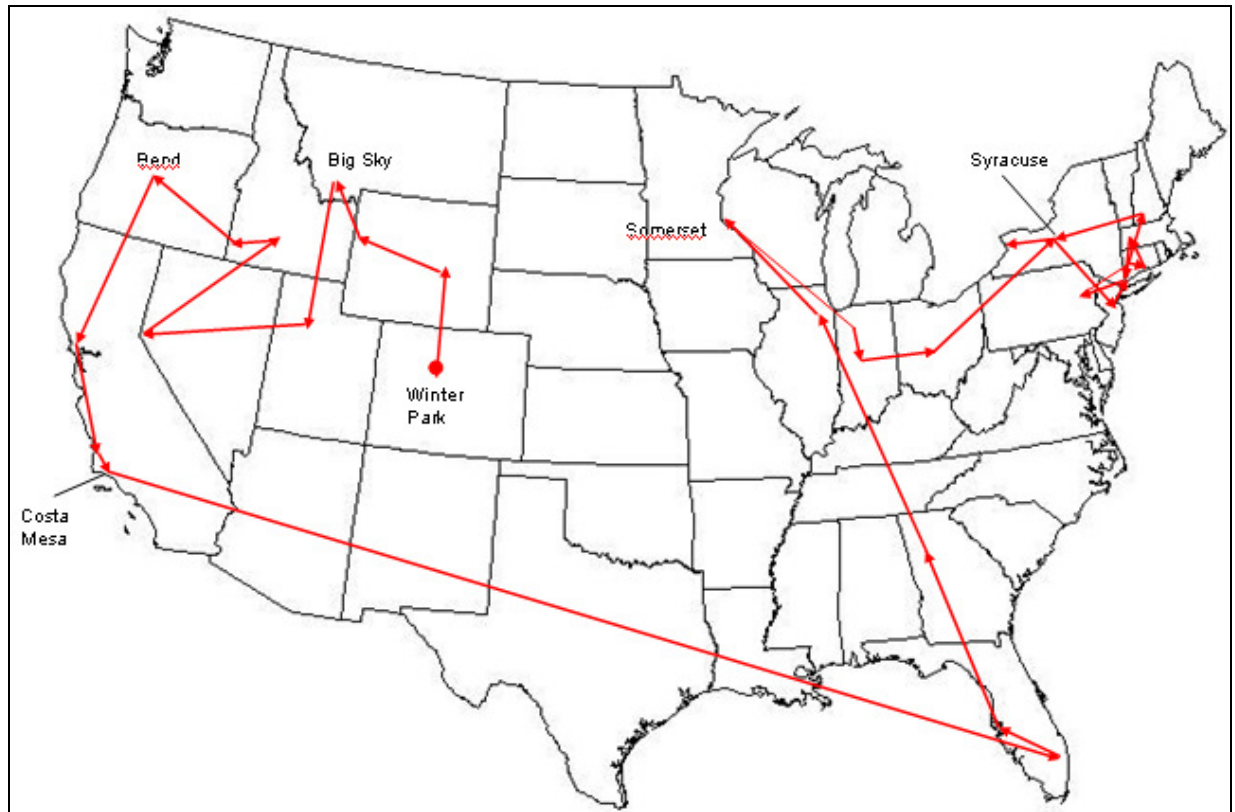 Bend
Big Sky
Syracuse
Somerset
Winter
Park
Costa
Mesa